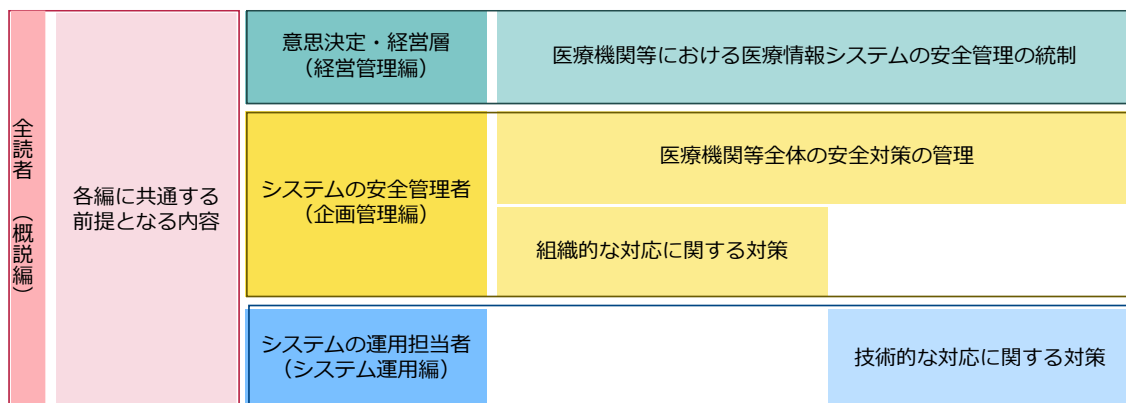 全読者（概説編）
各編に共通する
前提となる内容
意思決定・経営層
（経営管理編）
医療機関等における医療情報システムの安全管理の統制
システムの安全管理者
（企画管理編）
医療機関等全体の安全対策の管理
組織的な対応に関する対策
システムの運用担当者
（システム運用編）
技術的な対応に関する対策